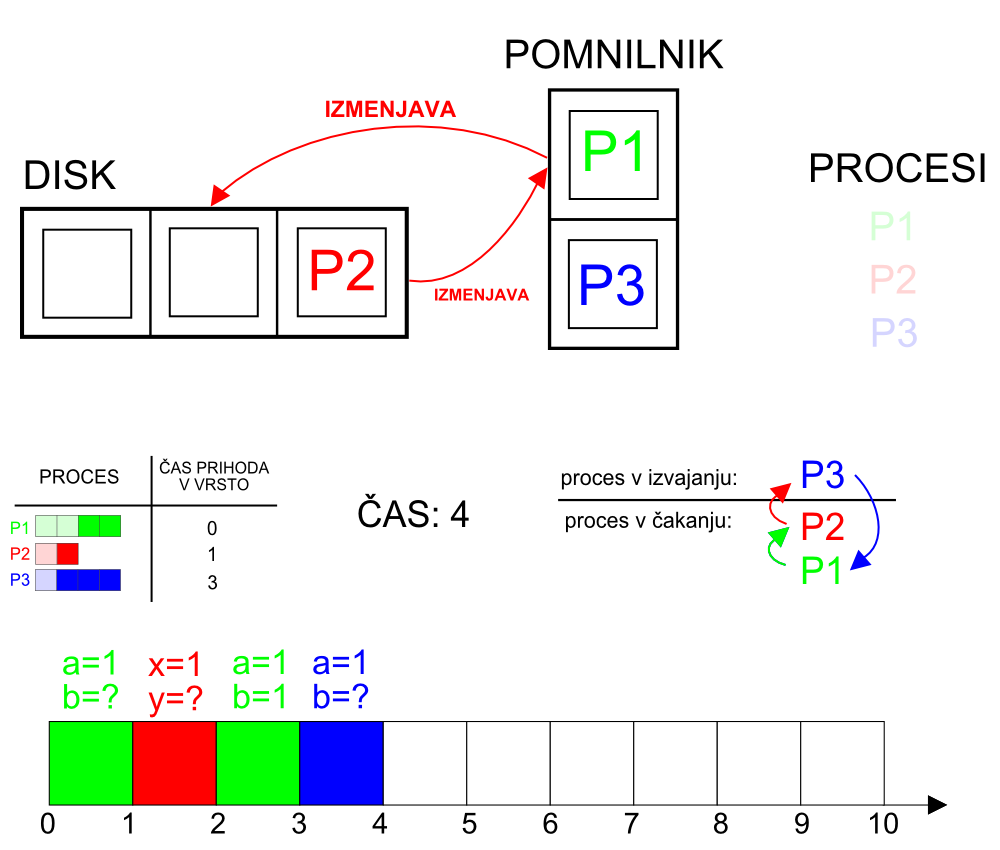 POMNILNIK
IZMENJAVA
P1
DISK
PROCESI
P1
P2
P2
P3
IZMENJAVA
P3
PROCES
ČAS PRIHODA
V VRSTO
P1
0
P2
1
P3
3
ČAS: 4
proces v izvajanju:
P3
proces v čakanju:
P2
P1
a=1
b=?
x=1
y=?
a=1
b=1
a=1
b=?
0 1 2 3 4 5 6 7 8 9 10